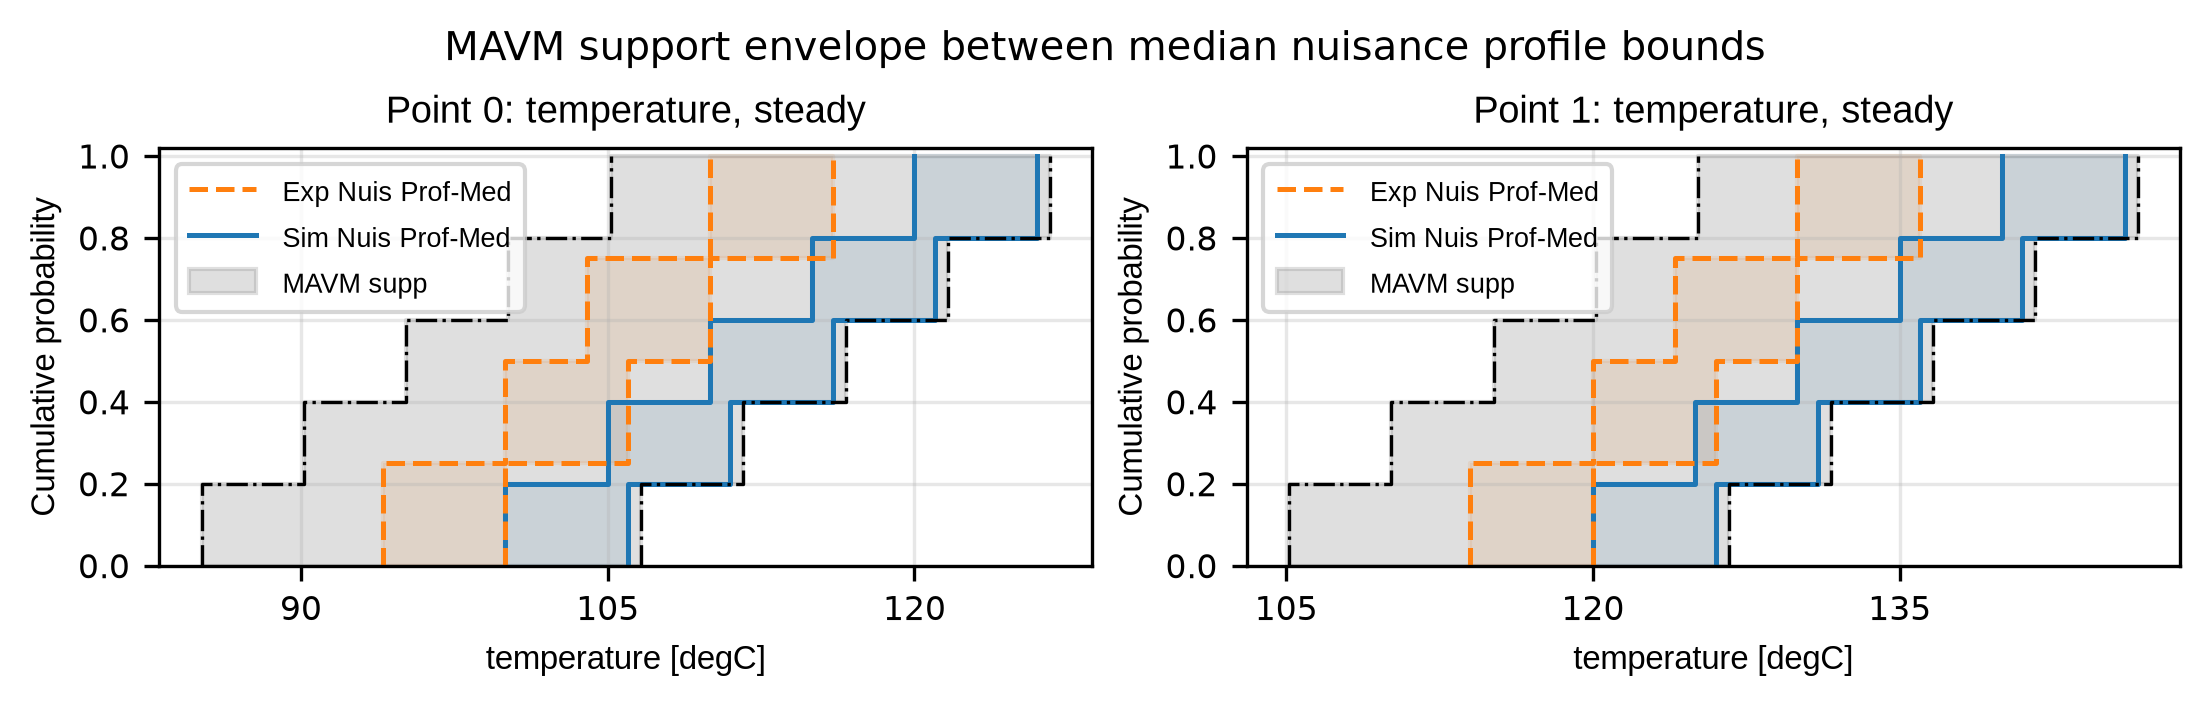 MAVM support envelope between median nuisance profile bounds
Point 0: temperature, steady
Cumulative probability
1.0
0.8
0.6
0.4
0.2
0.0
Exp Nuis Prof-Med
Sim Nuis Prof-Med
MAVM supp
90 105 120
temperature [degC]
Point 1: temperature, steady
Cumulative probability
1.0
0.8
0.6
0.4
0.2
0.0
Exp Nuis Prof-Med
Sim Nuis Prof-Med
MAVM supp
105 120 135
temperature [degC]